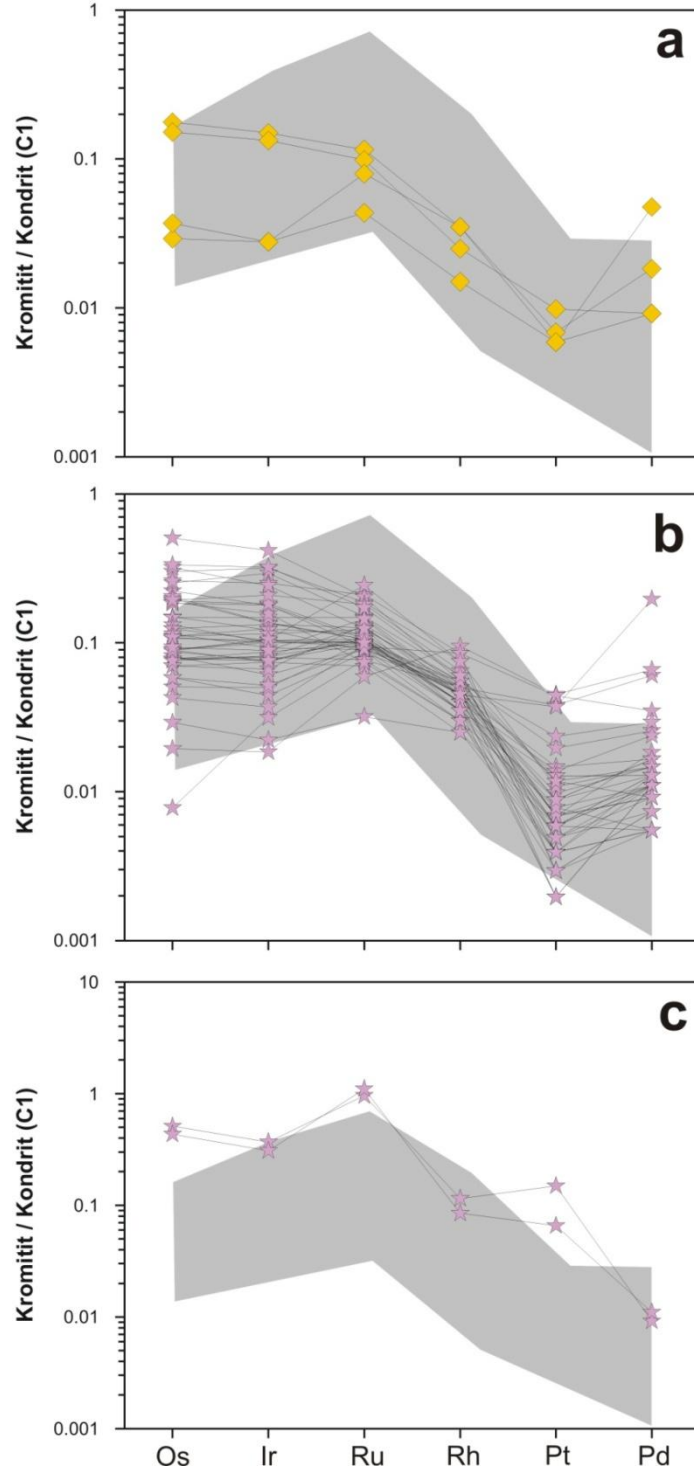 a
1
0.1
0.01
0.001
Kromitit / Kondrit (C1)
b
1
0.1
0.01
0.001
Kromitit / Kondrit (C1)
c
10
1
0.1
0.01
0.001
Kromitit / Kondrit (C1)
Os Ir Ru Rh Pt Pd